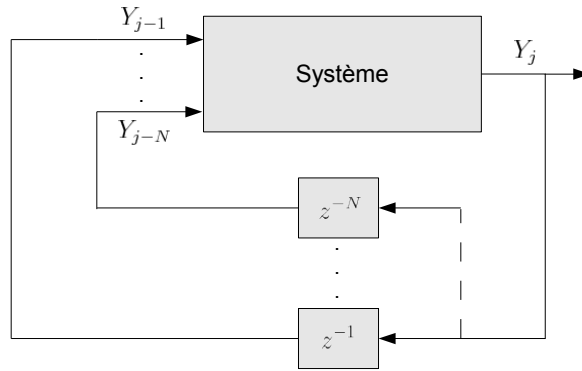 Y_{j-1}
Système
Y_j
Y_{j-N}
z^{-N}
z^{-1}